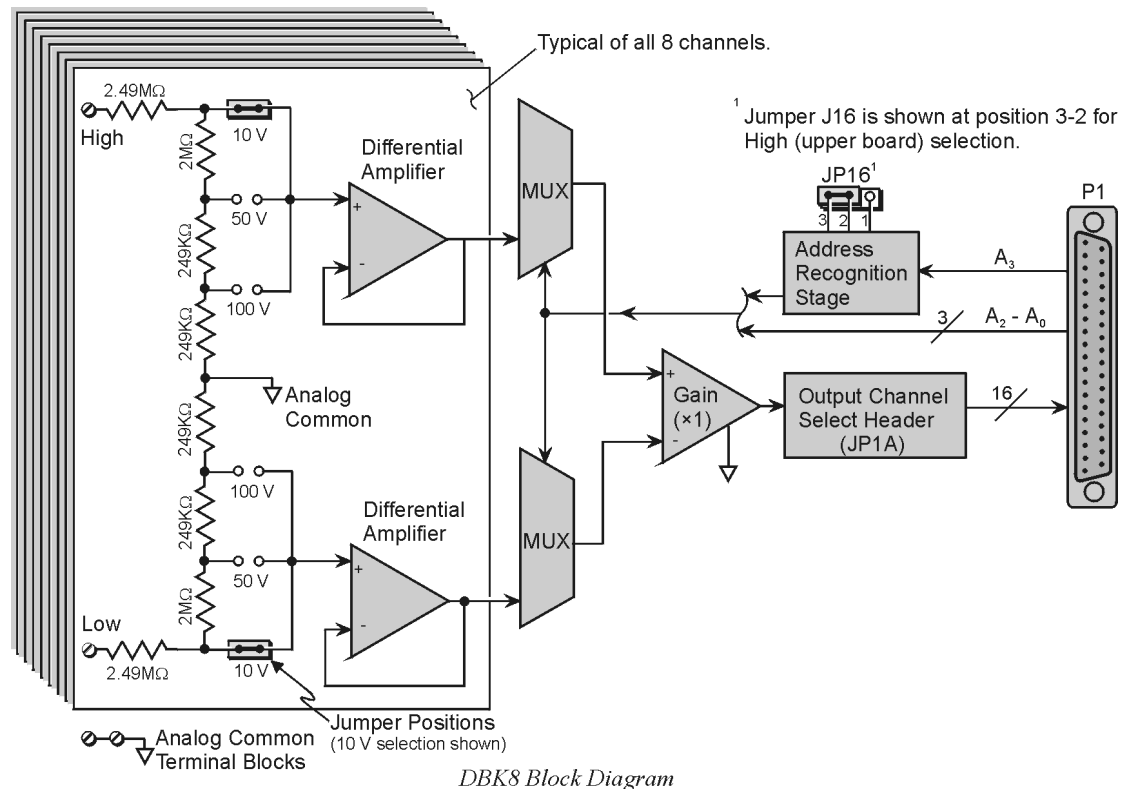 Typical of all 8 channels.
2.49MΩ
High
10 V
2MΩ
50 V
249KΩ
100 V
249KΩ
Analog
Common
249KΩ
100 V
249KΩ
50 V
2MΩ
Low
2.49MΩ
10 V
Differential
Amplifier
+
-
Differential
Amplifier
+
-
Jumper Positions
(10 V selection shown)
Analog Common
Terminal Blocks
MUX
MUX
1 Jumper J16 is shown at position 3-2 for
High (upper board) selection.
JP16¹
3 2 1
Address
Recognition
Stage
A₃
3
A₂ - A₀
P1
+
Gain
(×1)
-
Output Channel
Select Header
(JP1A)
16
DBK8 Block Diagram